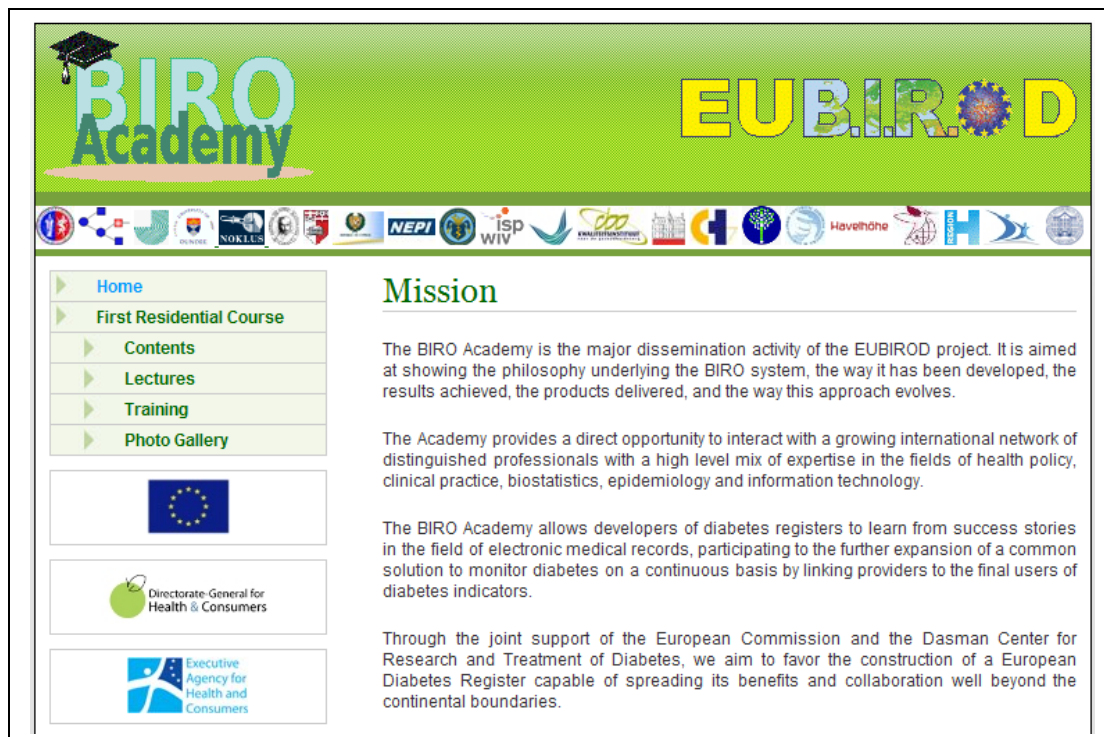 BIRO
Academy
EUB.I.R.O.D
DUNDEE
NOKLUS
NEPI
isp
wiv
Havelhöhe
REGION
H
Home
First Residential Course
Contents
Lectures
Training
Photo Gallery
Directorate-General for
Health & Consumers
Executive
Agency for
Health and
Consumers
Mission
The BIRO Academy is the major dissemination activity of the EUBIROD project. It is aimed
at showing the philosophy underlying the BIRO system, the way it has been developed, the
results achieved, the products delivered, and the way this approach evolves.
The Academy provides a direct opportunity to interact with a growing international network of
distinguished professionals with a high level mix of expertise in the fields of health policy,
clinical practice, biostatistics, epidemiology and information technology.
The BIRO Academy allows developers of diabetes registers to learn from success stories
in the field of electronic medical records, participating to the further expansion of a common
solution to monitor diabetes on a continuous basis by linking providers to the final users of
diabetes indicators.
Through the joint support of the European Commission and the Dasman Center for
Research and Treatment of Diabetes, we aim to favor the construction of a European
Diabetes Register capable of spreading its benefits and collaboration well beyond the
continental boundaries.